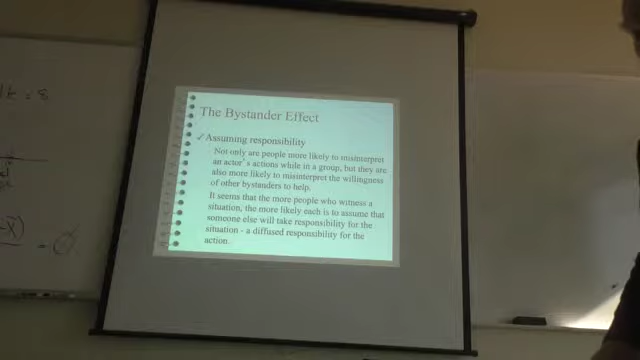 The Bystander Effect
✓ Assuming responsibility
Not only are people more likely to misinterpret
an actor's actions while in a group, but they are
also more likely to misinterpret the willingness
of other bystanders to help.
It seems that the more people who witness a
situation, the more likely each is to assume that
someone else will take responsibility for the
situation - a diffused responsibility for the
action.
= 8